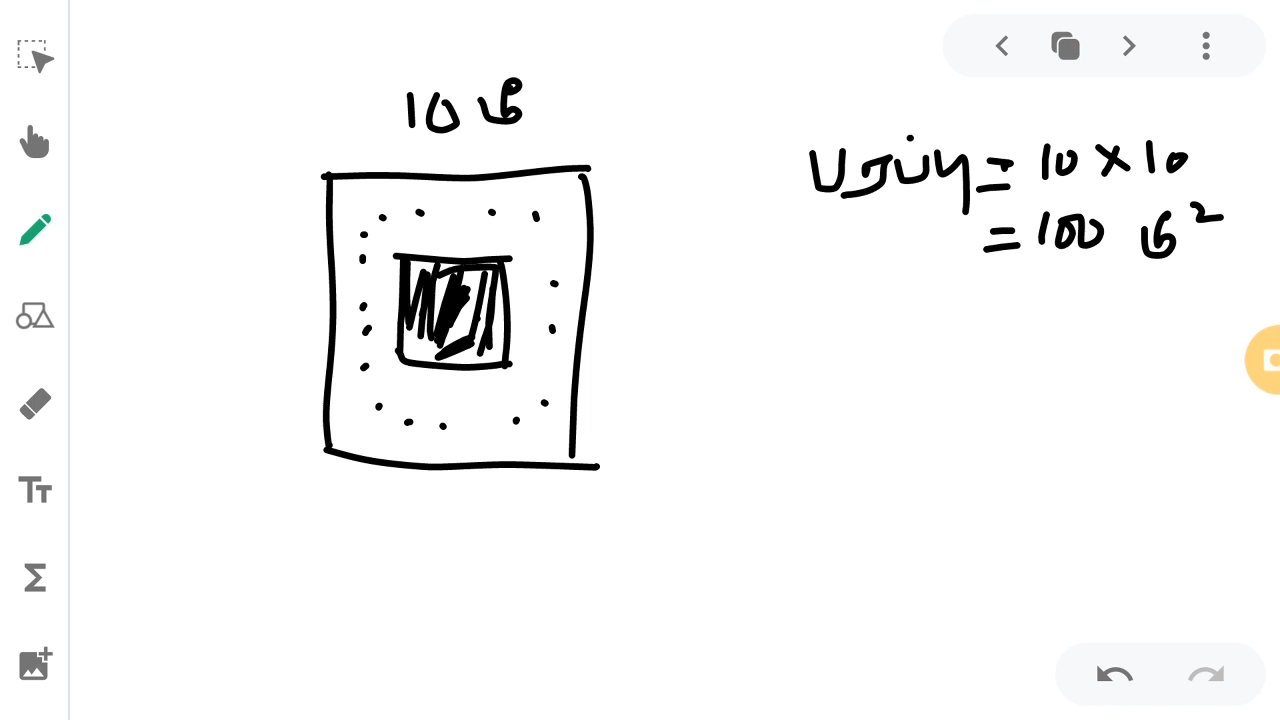 10 மீ
பரப்பு = 10 × 10
= 100 மீ²